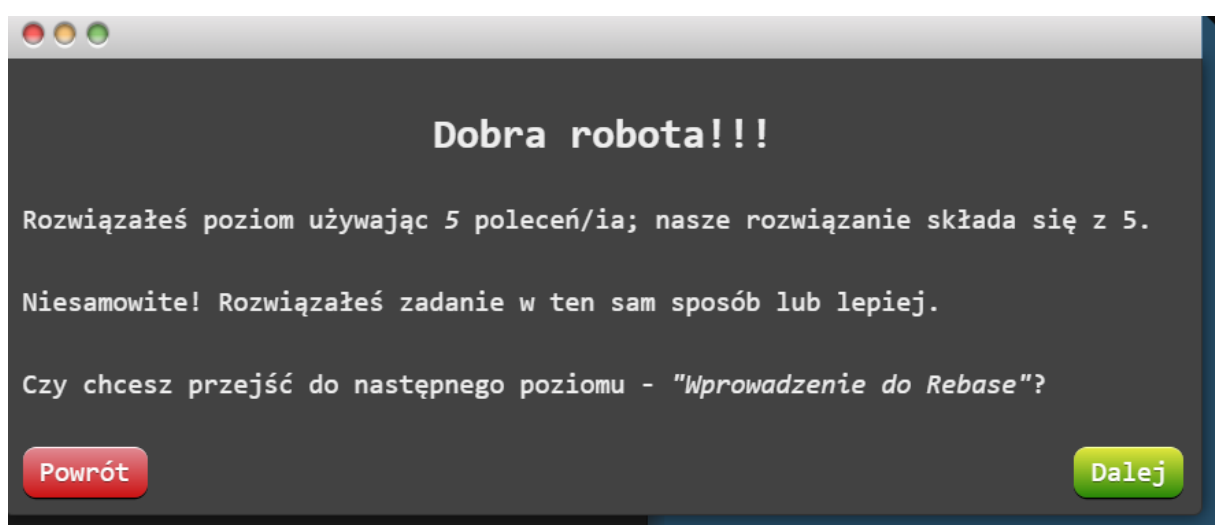 Dobra robota!!!
Rozwiązałeś poziom używając 5 poleceń/ia; nasze rozwiązanie składa się z 5.
Niesamowite! Rozwiązałeś zadanie w ten sam sposób lub lepiej.
Czy chcesz przejść do następnego poziomu - "Wprowadzenie do Rebase"?
Powrót
Dalej